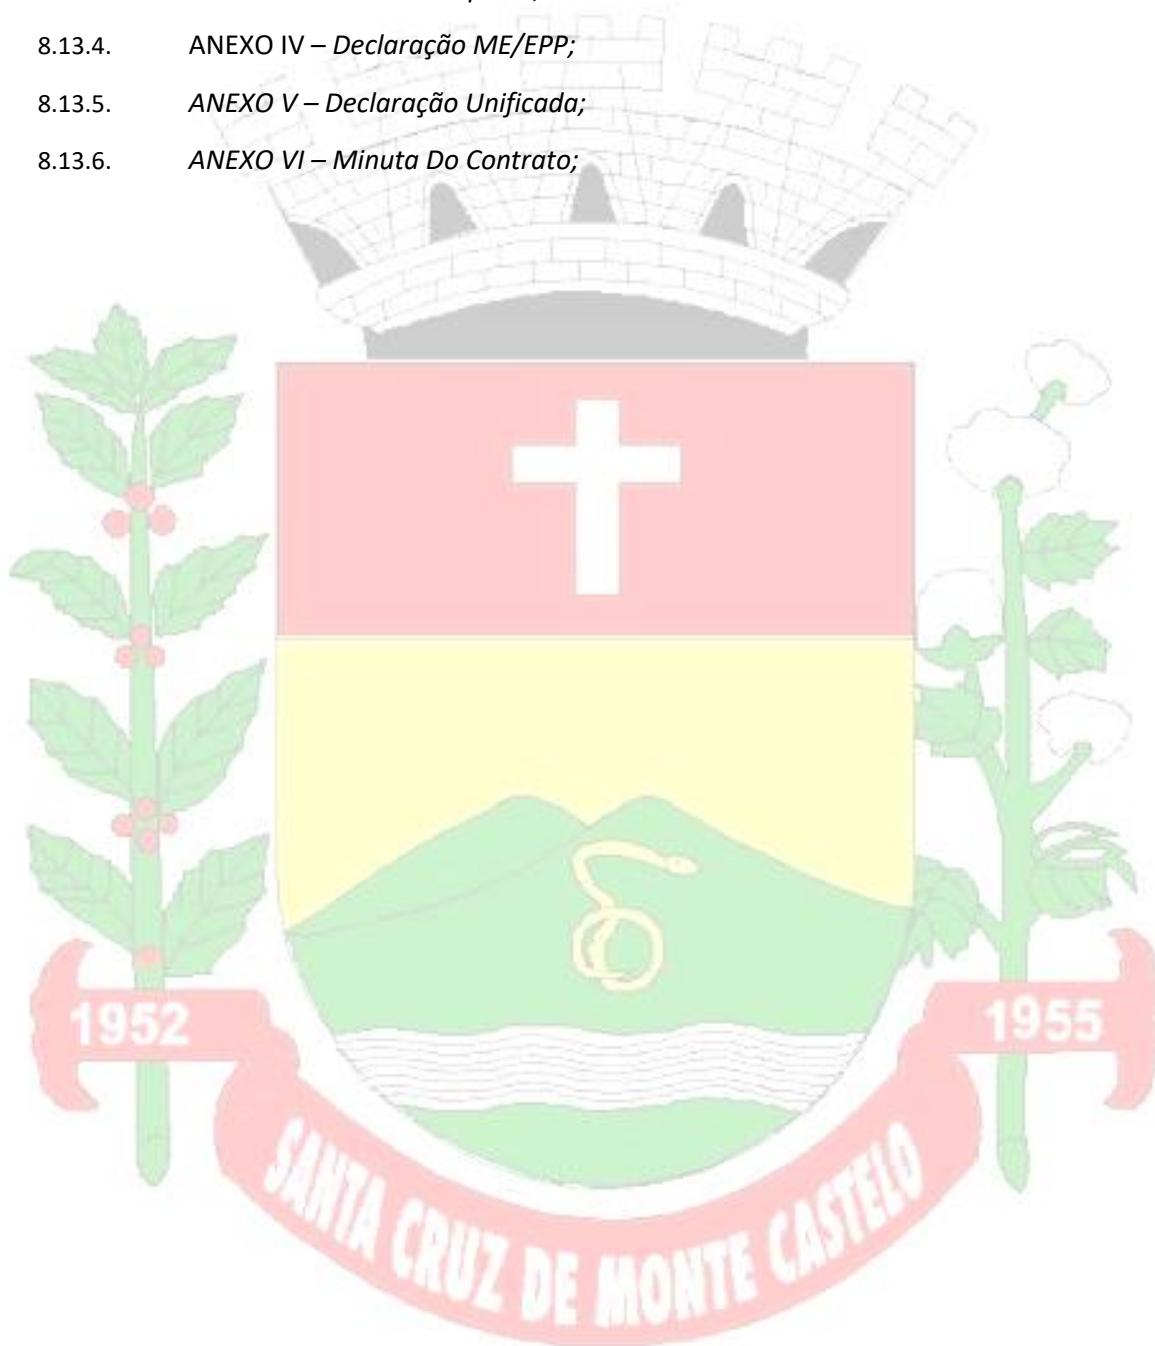 8.13.4. ANEXO IV – Declaração ME/EPP;
8.13.5. ANEXO V – Declaração Unificada;
8.13.6. ANEXO VI – Minuta Do Contrato;
1952
1955
SANTA CRUZ DE MONTE CASTELO